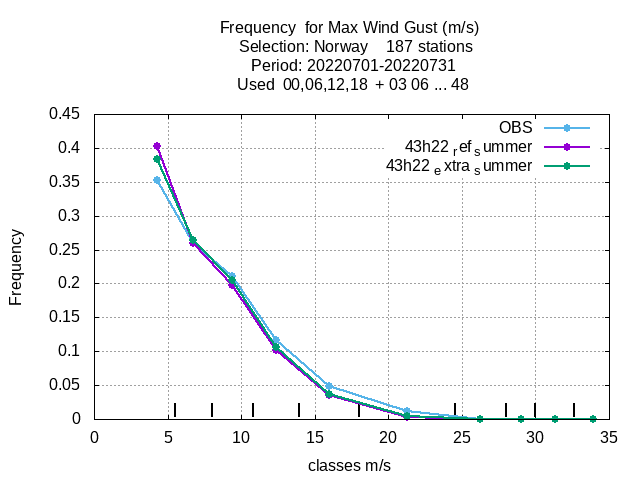 Frequency  for Max Wind Gust (m/s)
Selection: Norway    187 stations
Period: 20220701-20220731
Used  00,06,12,18  + 03 06 ... 48
OBS
43h22 ref summer
43h22 extra summer
0.45
0.4
0.35
0.3
0.25
0.2
0.15
0.1
0.05
0
Frequency
0 5 10 15 20 25 30 35
classes m/s